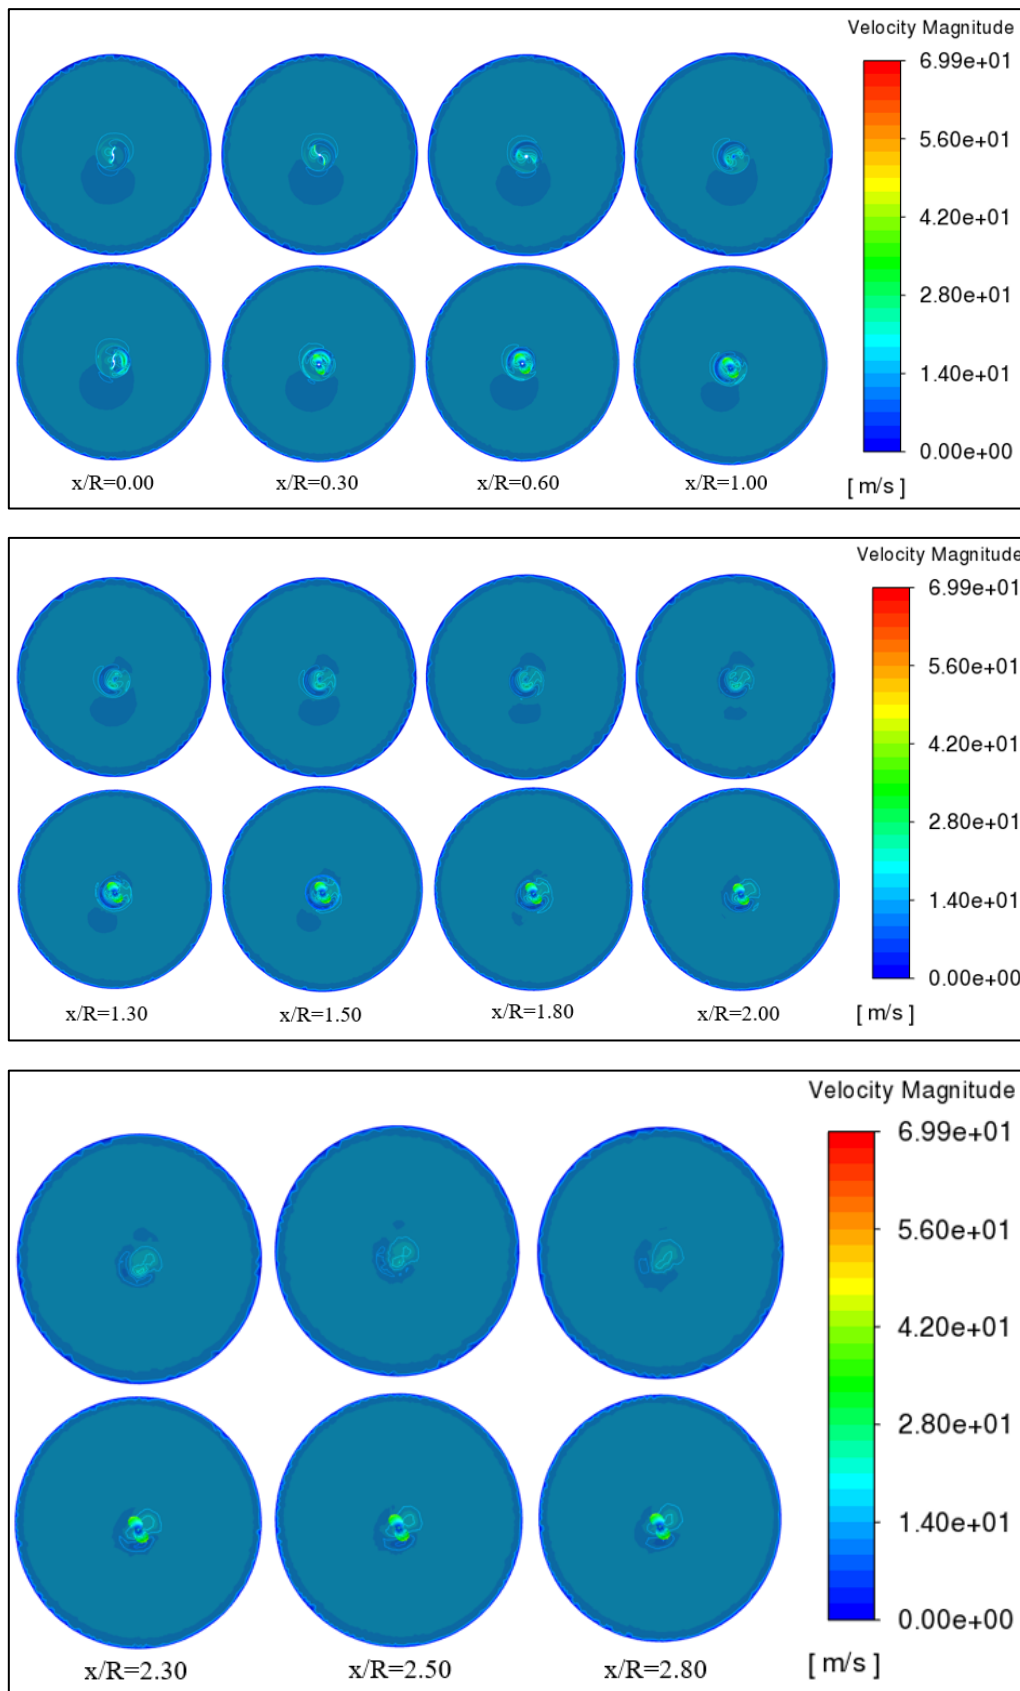 Velocity Magnitude
6.99e+01
5.60e+01
4.20e+01
2.80e+01
1.40e+01
0.00e+00
[ m/s ]
x/R=0.00 x/R=0.30 x/R=0.60 x/R=1.00
Velocity Magnitude
6.99e+01
5.60e+01
4.20e+01
2.80e+01
1.40e+01
0.00e+00
[ m/s ]
x/R=1.30 x/R=1.50 x/R=1.80 x/R=2.00
Velocity Magnitude
6.99e+01
5.60e+01
4.20e+01
2.80e+01
1.40e+01
0.00e+00
[ m/s ]
x/R=2.30 x/R=2.50 x/R=2.80